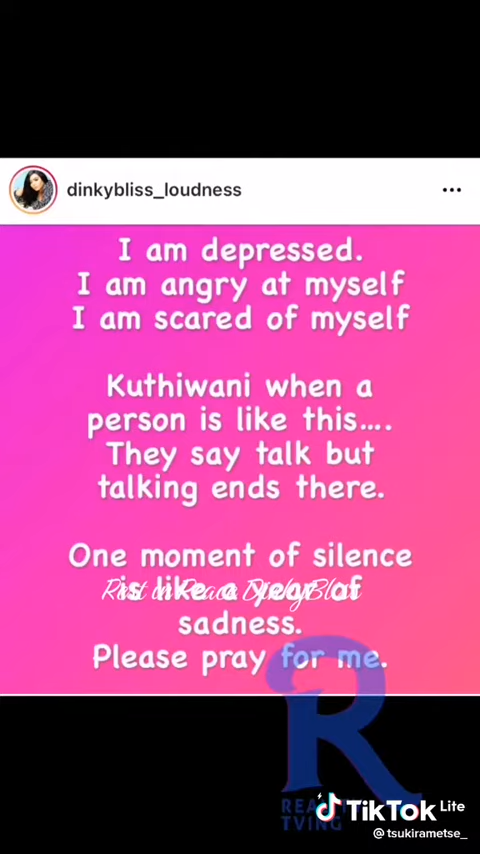 dinkybliss_loudness
I am depressed.
I am angry at myself
I am scared of myself
Kuthiwani when a
person is like this....
They say talk but
talking ends there.
One moment of silence
is like a year of
Rest in Peace DinkyBliss
sadness.
Please pray for me.
R
TVING
TikTok Lite
@tsukirametse_